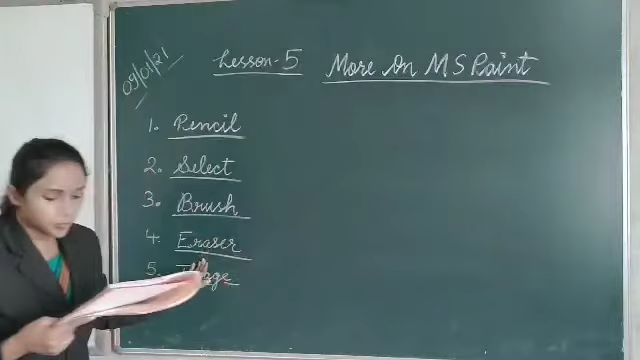 09/01/21
Lesson-5 More On MS Paint
1. Pencil
2. Select
3. Brush
4. Eraser
5.